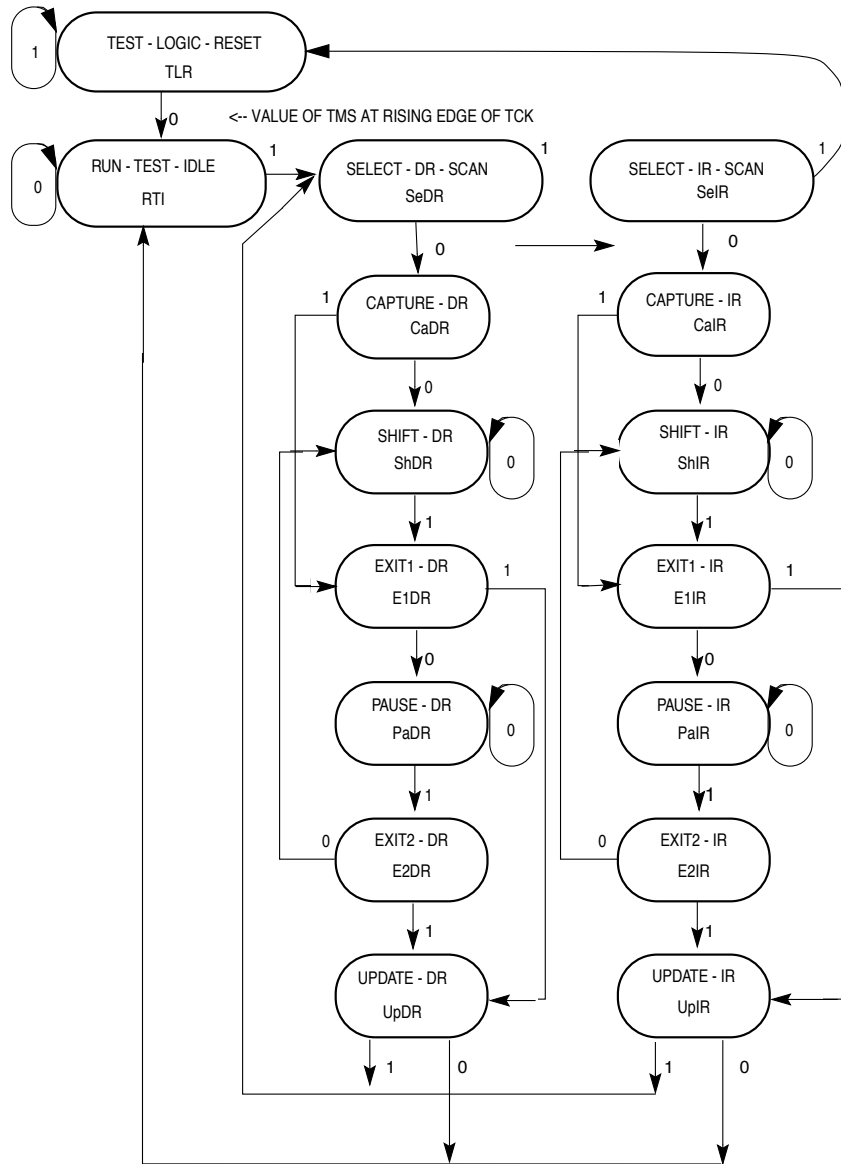 TEST - LOGIC - RESET
TLR
1
0
<-- VALUE OF TMS AT RISING EDGE OF TCK
RUN - TEST - IDLE
RTI
0
1
SELECT - DR - SCAN
SeDR
1
SELECT - IR - SCAN
SeIR
1
0
0
1
CAPTURE - DR
CaDR
1
CAPTURE - IR
CaIR
0
0
SHIFT - DR
ShDR
0
SHIFT - IR
ShIR
0
1
1
EXIT1 - DR
E1DR
1
EXIT1 - IR
E1IR
1
0
0
PAUSE - DR
PaDR
0
PAUSE - IR
PaIR
0
1
1
0
EXIT2 - DR
E2DR
0
EXIT2 - IR
E2IR
1
1
UPDATE - DR
UpDR
UPDATE - IR
UpIR
1
0
1
0